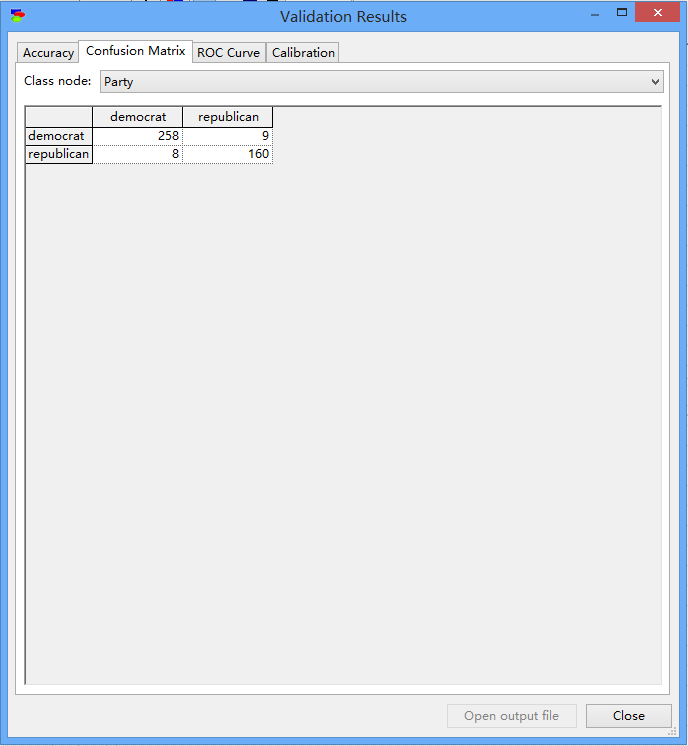 Validation Results
Accuracy Confusion Matrix ROC Curve Calibration
Class node: Party
democrat republican
democrat 258 9
republican 8 160
Open output file Close